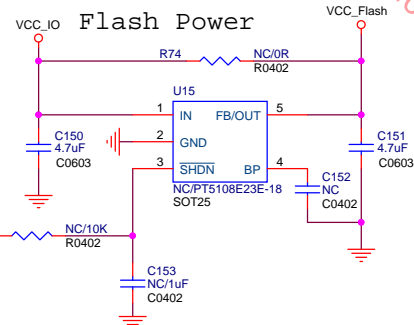 Flash Power
VCC_IO
VCC_Flash
R74
NC/0R
R0402
U15
1
IN
FB/OUT
5
2
GND
3
SHDN
BP
4
NC/PT5108E23E-18
SOT25
C150
4.7uF
C0603
C151
4.7uF
C0603
C152
NC
C0402
NC/10K
R0402
C153
NC/1uF
C0402